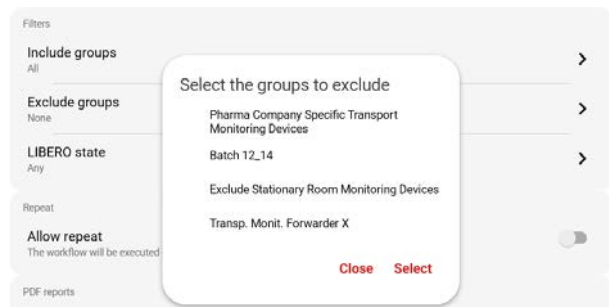 Filters
Include groups
All
Exclude groups
None
LIBERO state
Any
Repeat
Allow repeat
The workflow will be executed
PDF reports
Select the groups to exclude
Pharma Company Specific Transport
Monitoring Devices
Batch 12_14
Exclude Stationary Room Monitoring Devices
Transp. Monit. Forwarder X
Close Select